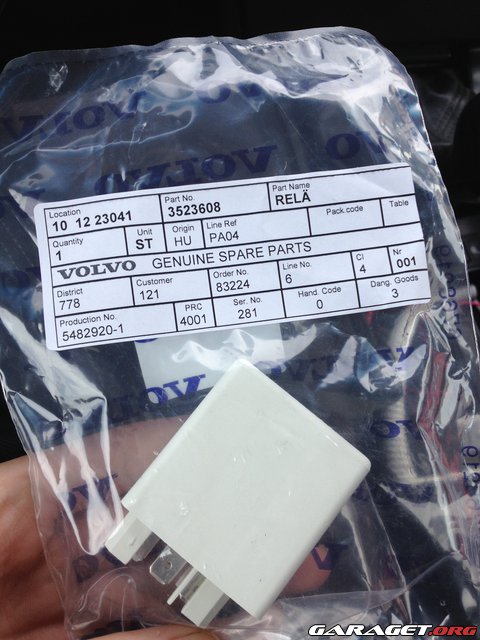 VOLVO
VOLVO
Location Part No. Part Name
10 12 23041 3523608 RELÄ
Quantity Unit Origin Line Ref Pack.code Table
1 ST HU PA04
VOLVO GENUINE SPARE PARTS
District Customer Order No. Line No. Cl Nr
778 121 83224 6 4 001
Production No. PRC Ser. No. Hand. Code Dang. Goods
5482920-1 4001 281 0 3
VOLVO
GARAGET.ORG